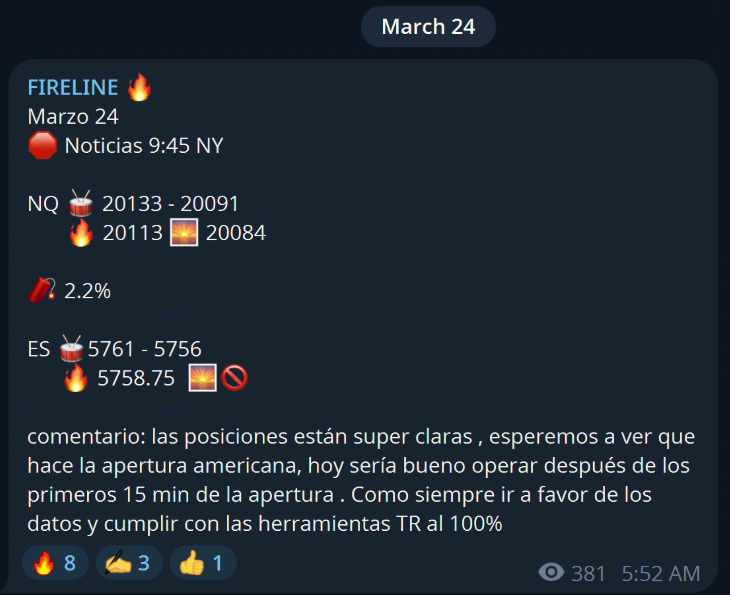 March 24
FIRELINE 🔥
Marzo 24
🛑 Noticias 9:45 NY
NQ 🥁 20133 - 20091
🔥 20113 🌅 20084
🧨 2.2%
ES 🥁 5761 - 5756
🔥 5758.75 🌅🚫
comentario: las posiciones están super claras , esperemos a ver que
hace la apertura americana, hoy sería bueno operar después de los
primeros 15 min de la apertura . Como siempre ir a favor de los
datos y cumplir con las herramientas TR al 100%
🔥 8 ✍️ 3 👍 1 381 5:52 AM